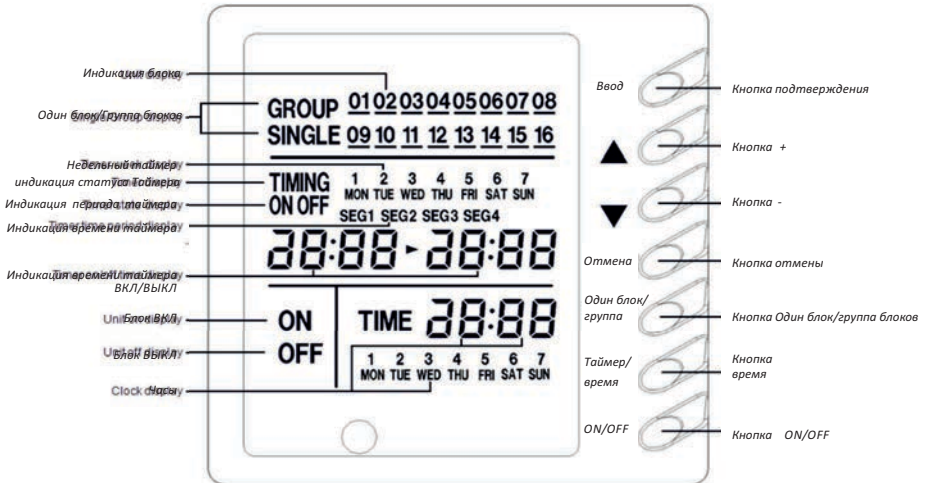 Индикация блока
Один блок/Группа блоков
Недельный таймер
индикация статуса Таймера
Индикация периода таймера
Индикация времени таймера
Индикация времени таймера
ВКЛ/ВЫКЛ
Блок ВКЛ
Блок ВЫКЛ
Clock display
Часы
GROUP 01 02 03 04 05 06 07 08
SINGLE 09 10 11 12 13 14 15 16
TIMING 1 2 3 4 5 6 7
MON TUE WED THU FRI SAT SUN
ON OFF
SEG1 SEG2 SEG3 SEG4
28:88 ► 28:88
ON TIME 28:88
OFF 1 2 3 4 5 6 7
MON TUE WED THU FRI SAT SUN
Ввод
▲
▼
Отмена
Один блок/
группа
Таймер/
время
ON/OFF
Кнопка подтверждения
Кнопка +
Кнопка -
Кнопка отмены
Кнопка Один блок/группа блоков
Кнопка
время
Кнопка ON/OFF